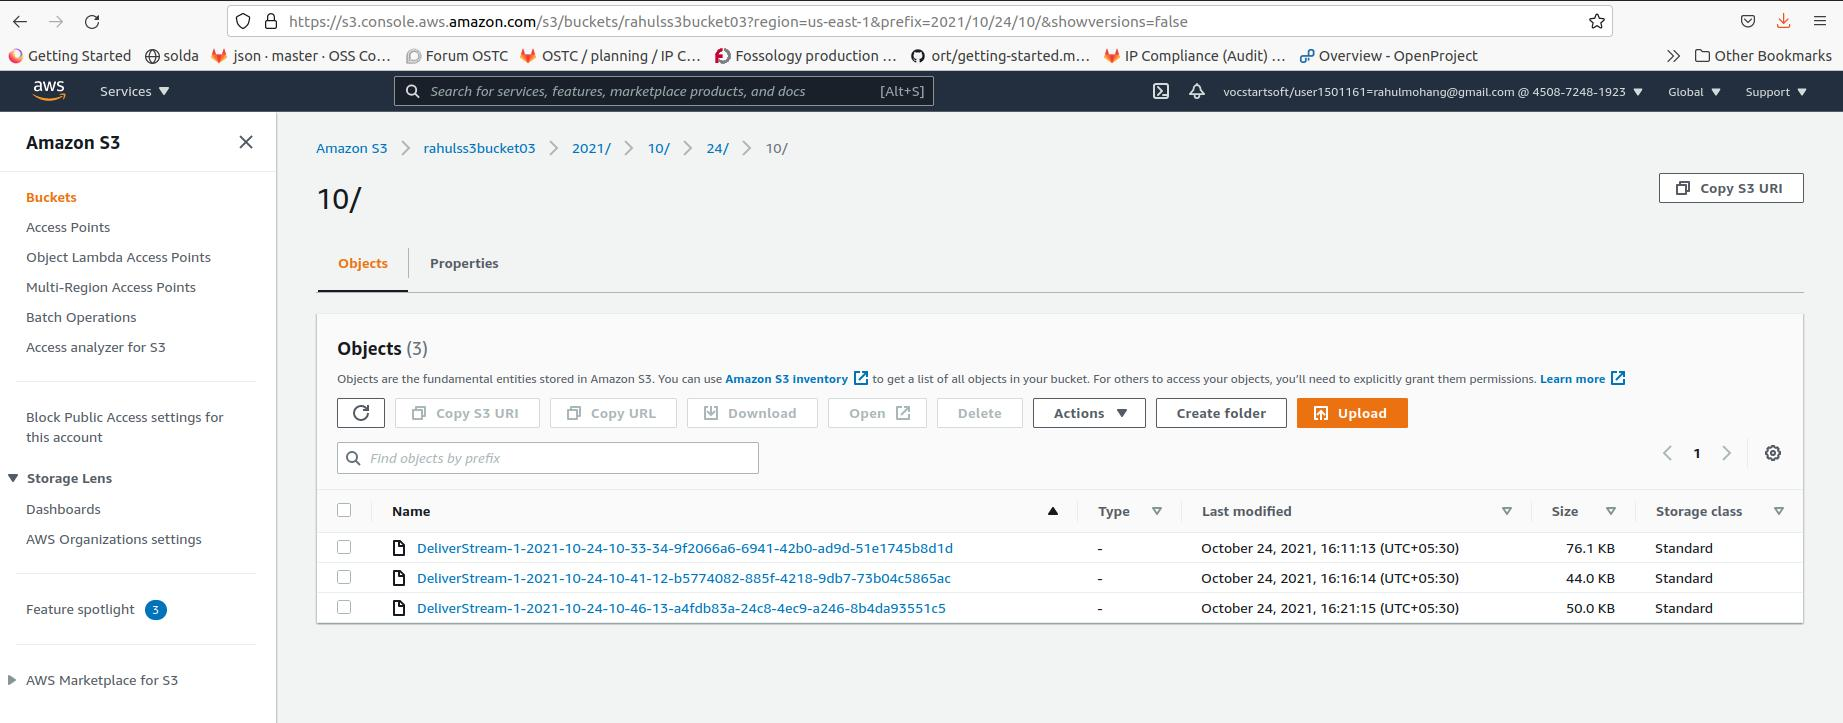 https://s3.console.aws.amazon.com/s3/buckets/rahulss3bucket03?region=us-east-1&prefix=2021/10/24/10/&showversions=false
Getting Started solda json · master · OSS Co… Forum OSTC OSTC / planning / IP C… Fossology production … ort/getting-started.m… IP Compliance (Audit) … Overview - OpenProject Other Bookmarks
aws Services Search for services, features, marketplace products, and docs [Alt+S] vocstartsoft/user1501161=rahulmohang@gmail.com @ 4508-7248-1923 Global Support
Amazon S3
Buckets
Access Points
Object Lambda Access Points
Multi-Region Access Points
Batch Operations
Access analyzer for S3
Block Public Access settings for
this account
Storage Lens
Dashboards
AWS Organizations settings
Feature spotlight 3
AWS Marketplace for S3
Amazon S3 rahulss3bucket03 2021/ 10/ 24/ 10/
10/
Copy S3 URI
Objects Properties
Objects (3)
Objects are the fundamental entities stored in Amazon S3. You can use Amazon S3 inventory to get a list of all objects in your bucket. For others to access your objects, you'll need to explicitly grant them permissions. Learn more
Copy S3 URI Copy URL Download Open Delete Actions Create folder Upload
Find objects by prefix
1
Name Type Last modified Size Storage class
DeliverStream-1-2021-10-24-10-33-34-9f2066a6-6941-42b0-ad9d-51e1745b8d1d - October 24, 2021, 16:11:13 (UTC+05:30) 76.1 KB Standard
DeliverStream-1-2021-10-24-10-41-12-b5774082-885f-4218-9db7-73b04c5865ac - October 24, 2021, 16:16:14 (UTC+05:30) 44.0 KB Standard
DeliverStream-1-2021-10-24-10-46-13-a4fdb83a-24c8-4ec9-a246-8b4da93551c5 - October 24, 2021, 16:21:15 (UTC+05:30) 50.0 KB Standard